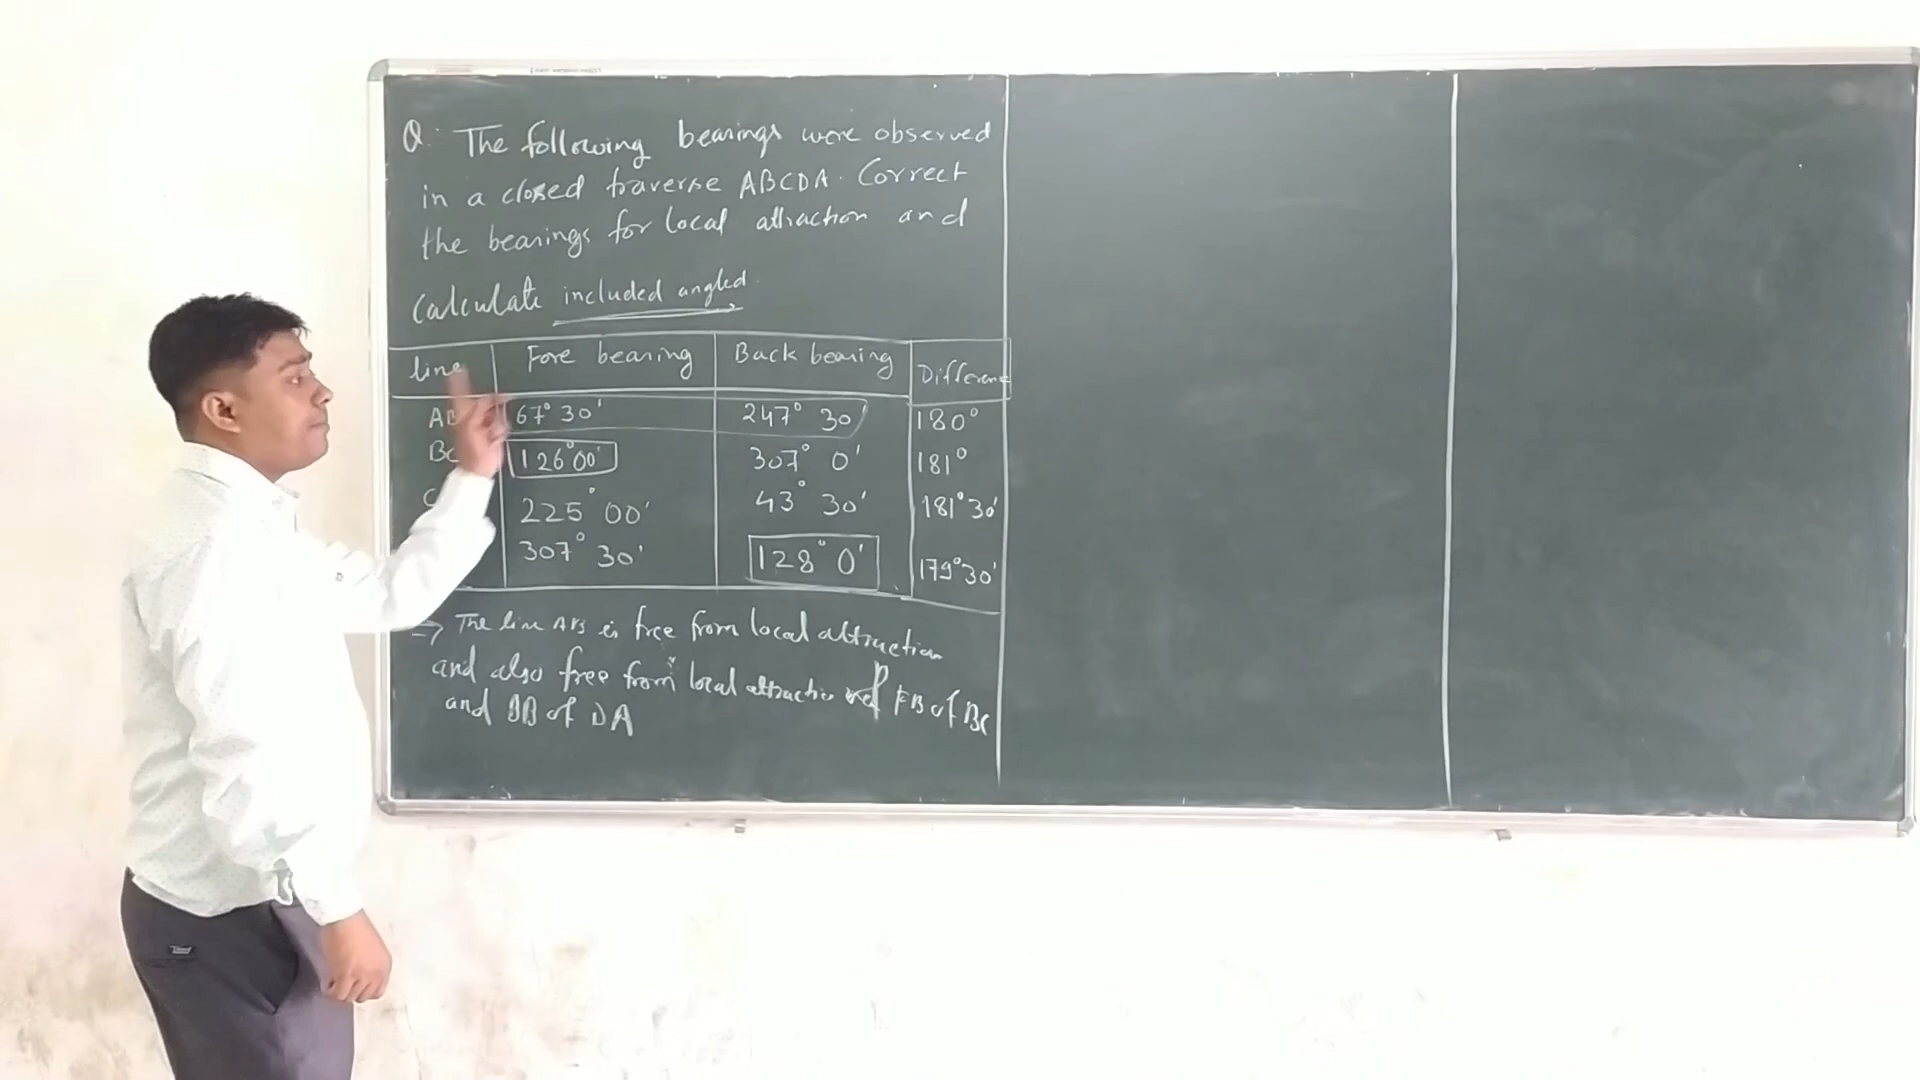 Q. The following bearings were observed
in a closed traverse ABCDA. Correct
the bearings for local attraction and
Calculate included angled.
line Fore bearing Back bearing Difference
AB 67° 30' 247° 30' 180°
BC 126° 00' 307° 0' 181°
C 225° 00' 43° 30' 181° 30'
307° 30' 128° 0' 179° 30'
⇒ The line AB is free from local attraction
and also free from local attraction of FB of BC
and BB of DA